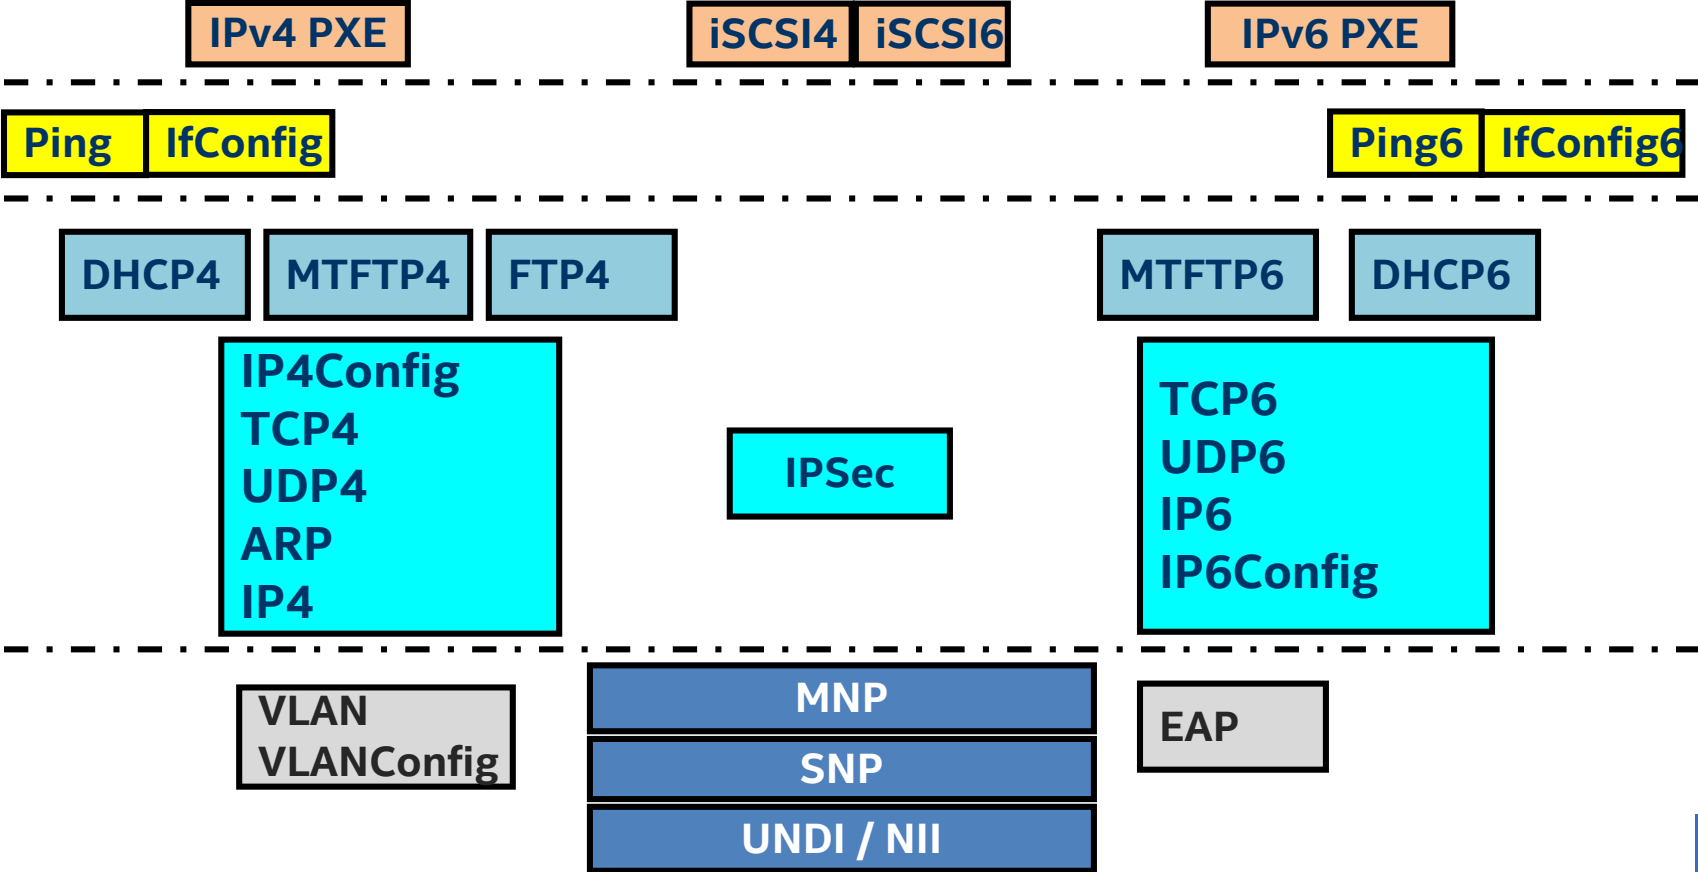 IPv4 PXE
iSCSI4
iSCSI6
IPv6 PXE
Ping
IfConfig
Ping6
IfConfig6
DHCP4
MTFTP4
FTP4
MTFTP6
DHCP6
IP4Config
TCP4
UDP4
ARP
IP4
IPSec
TCP6
UDP6
IP6
IP6Config
VLAN
VLANConfig
MNP
SNP
UNDI / NII
EAP